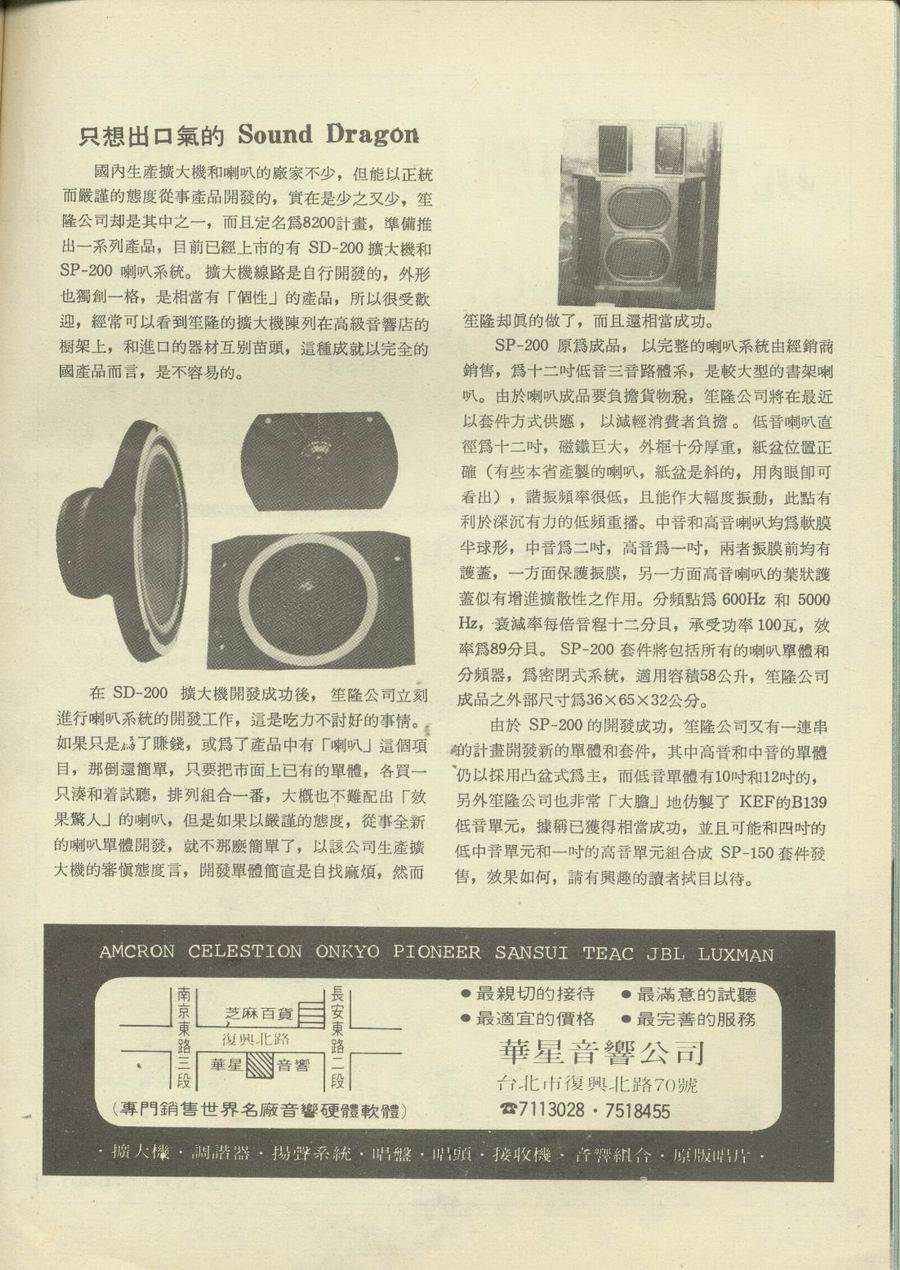 只想出口氣的 Sound Dragon
國內生產擴大機和喇叭的廠家不少，但能以正統
而嚴謹的態度從事產品開發的，實在是少之又少，笙
隆公司却是其中之一，而且定名爲8200計畫，準備推
出一系列產品，目前已經上市的有 SD-200 擴大機和
SP-200 喇叭系統。 擴大機線路是自行開發的，外形
也獨創一格，是相當有「個性」的產品，所以很受歡
迎，經常可以看到笙隆的擴大機陳列在高級音響店的
橱架上，和進口的器材互别苗頭，這種成就以完全的
國產品而言，是不容易的。
在 SD-200 擴大機開發成功後， 笙隆公司立刻
進行喇叭系統的開發工作，這是吃力不討好的事情。
如果只是爲了賺錢，或爲了產品中有「喇叭」這個項
目，那倒還簡單，只要把市面上已有的單體，各買一
只湊和着試聽，排列組合一番，大概也不難配出「效
果驚人」的喇叭，但是如果以嚴謹的態度，從事全新
的喇叭單體開發，就不那麽簡單了，以該公司生產擴
大機的審愼態度言，開發單體簡直是自找麻煩，然而
笙隆却眞的做了，而且還相當成功。
SP-200 原爲成品， 以完整的喇叭系統由經銷商
銷售，爲十二吋低音三音路體系，是較大型的書架喇
叭。由於喇叭成品要負擔貨物稅，笙隆公司將在最近
以套件方式供應 ，以減輕消費者負擔 。 低音喇叭直
徑爲十二吋，磁鐵巨大，外框十分厚重，紙盆位置正
確（有些本省產製的喇叭，紙盆是斜的，用肉眼卽可
看出），諧振頻率很低，且能作大幅度振動，此點有
利於深沉有力的低頻重播。中音和高音喇叭均爲軟膜
半球形，中音爲二吋，高音爲一吋，兩者振膜前均有
護蓋，一方面保護振膜，另一方面高音喇叭的葉狀護
蓋似有增進擴散性之作用。分頻點爲 600Hz 和 5000
Hz，衰減率每倍音程十二分貝，承受功率 100瓦，效
率爲89分貝。 SP-200 套件將包括所有的喇叭單體和
分頻器，爲密閉式系統，適用容積58公升，笙隆公司
成品之外部尺寸爲36×65×32公分。
由於 SP-200 的開發成功，笙隆公司又有一連串
的計畫開發新的單體和套件，其中高音和中音的單體
仍以採用凸盆式爲主，而低音單體有10吋和12吋的，
另外笙隆公司也非常「大膽」地仿製了 KEF的B139
低音單元，據稱已獲得相當成功，並且可能和四吋的
低中音單元和一吋的高音單元組合成 SP-150 套件發
售，效果如何，請有興趣的讀者拭目以待。
AMCRON CELESTION ONKYO PIONEER SANSUI TEAC JBL LUXMAN
南京東路三段
芝麻百貨
長安東路二段
復興北路
華星音響
（專門銷售世界名廠音響硬體軟體）
●最親切的接待 ●最滿意的試聽
●最適宜的價格 ●最完善的服務
華星音響公司
台北市復興北路70號
☎7113028・7518455
・擴大機・調諧器・揚聲系統・唱盤・唱頭・接收機・音響組合・原版唱片・